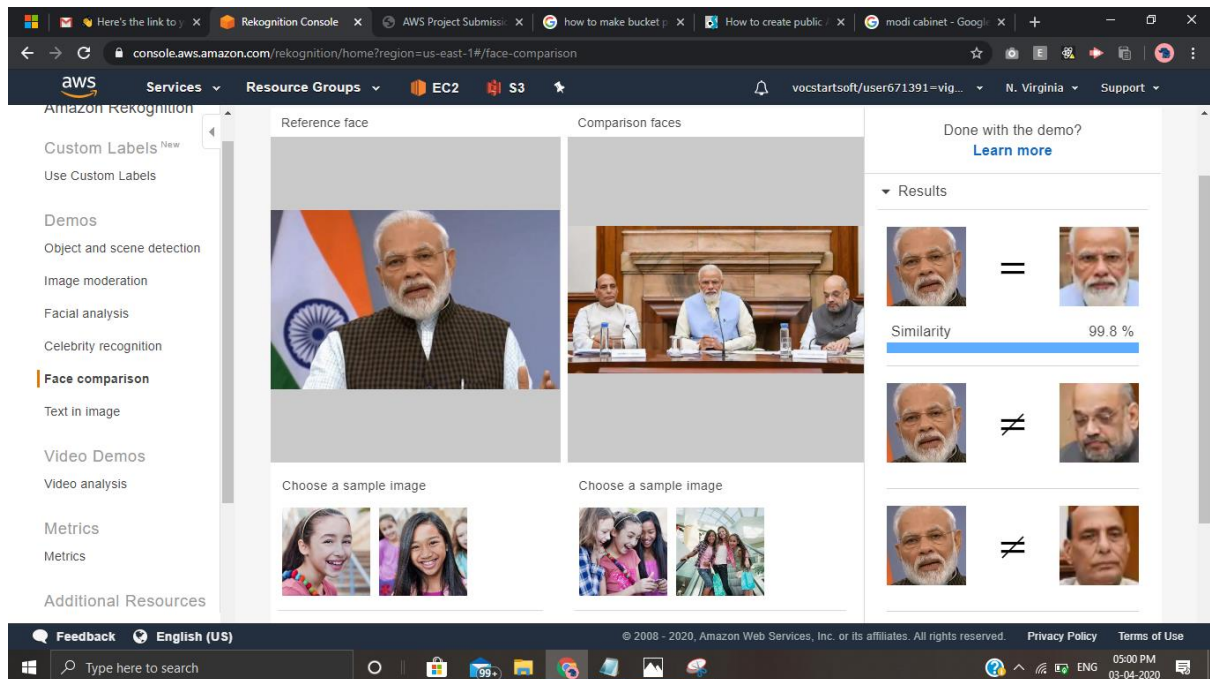 Here's the link to y
Rekognition Console
AWS Project Submissi
how to make bucket p
How to create public
modi cabinet - Google
console.aws.amazon.com/rekognition/home?region=us-east-1#/face-comparison
aws
Services
Resource Groups
EC2
S3
vocstartsoft/user671391=vig...
N. Virginia
Support
Amazon Rekognition
Custom Labels New
Use Custom Labels
Demos
Object and scene detection
Image moderation
Facial analysis
Celebrity recognition
Face comparison
Text in image
Video Demos
Video analysis
Metrics
Metrics
Additional Resources
Reference face
Comparison faces
Choose a sample image
Choose a sample image
Done with the demo?
Learn more
Results
=
Similarity 99.8 %
≠
≠
Feedback
English (US)
© 2008 - 2020, Amazon Web Services, Inc. or its affiliates. All rights reserved.
Privacy Policy
Terms of Use
Type here to search
99+
ENG
05:00 PM
03-04-2020